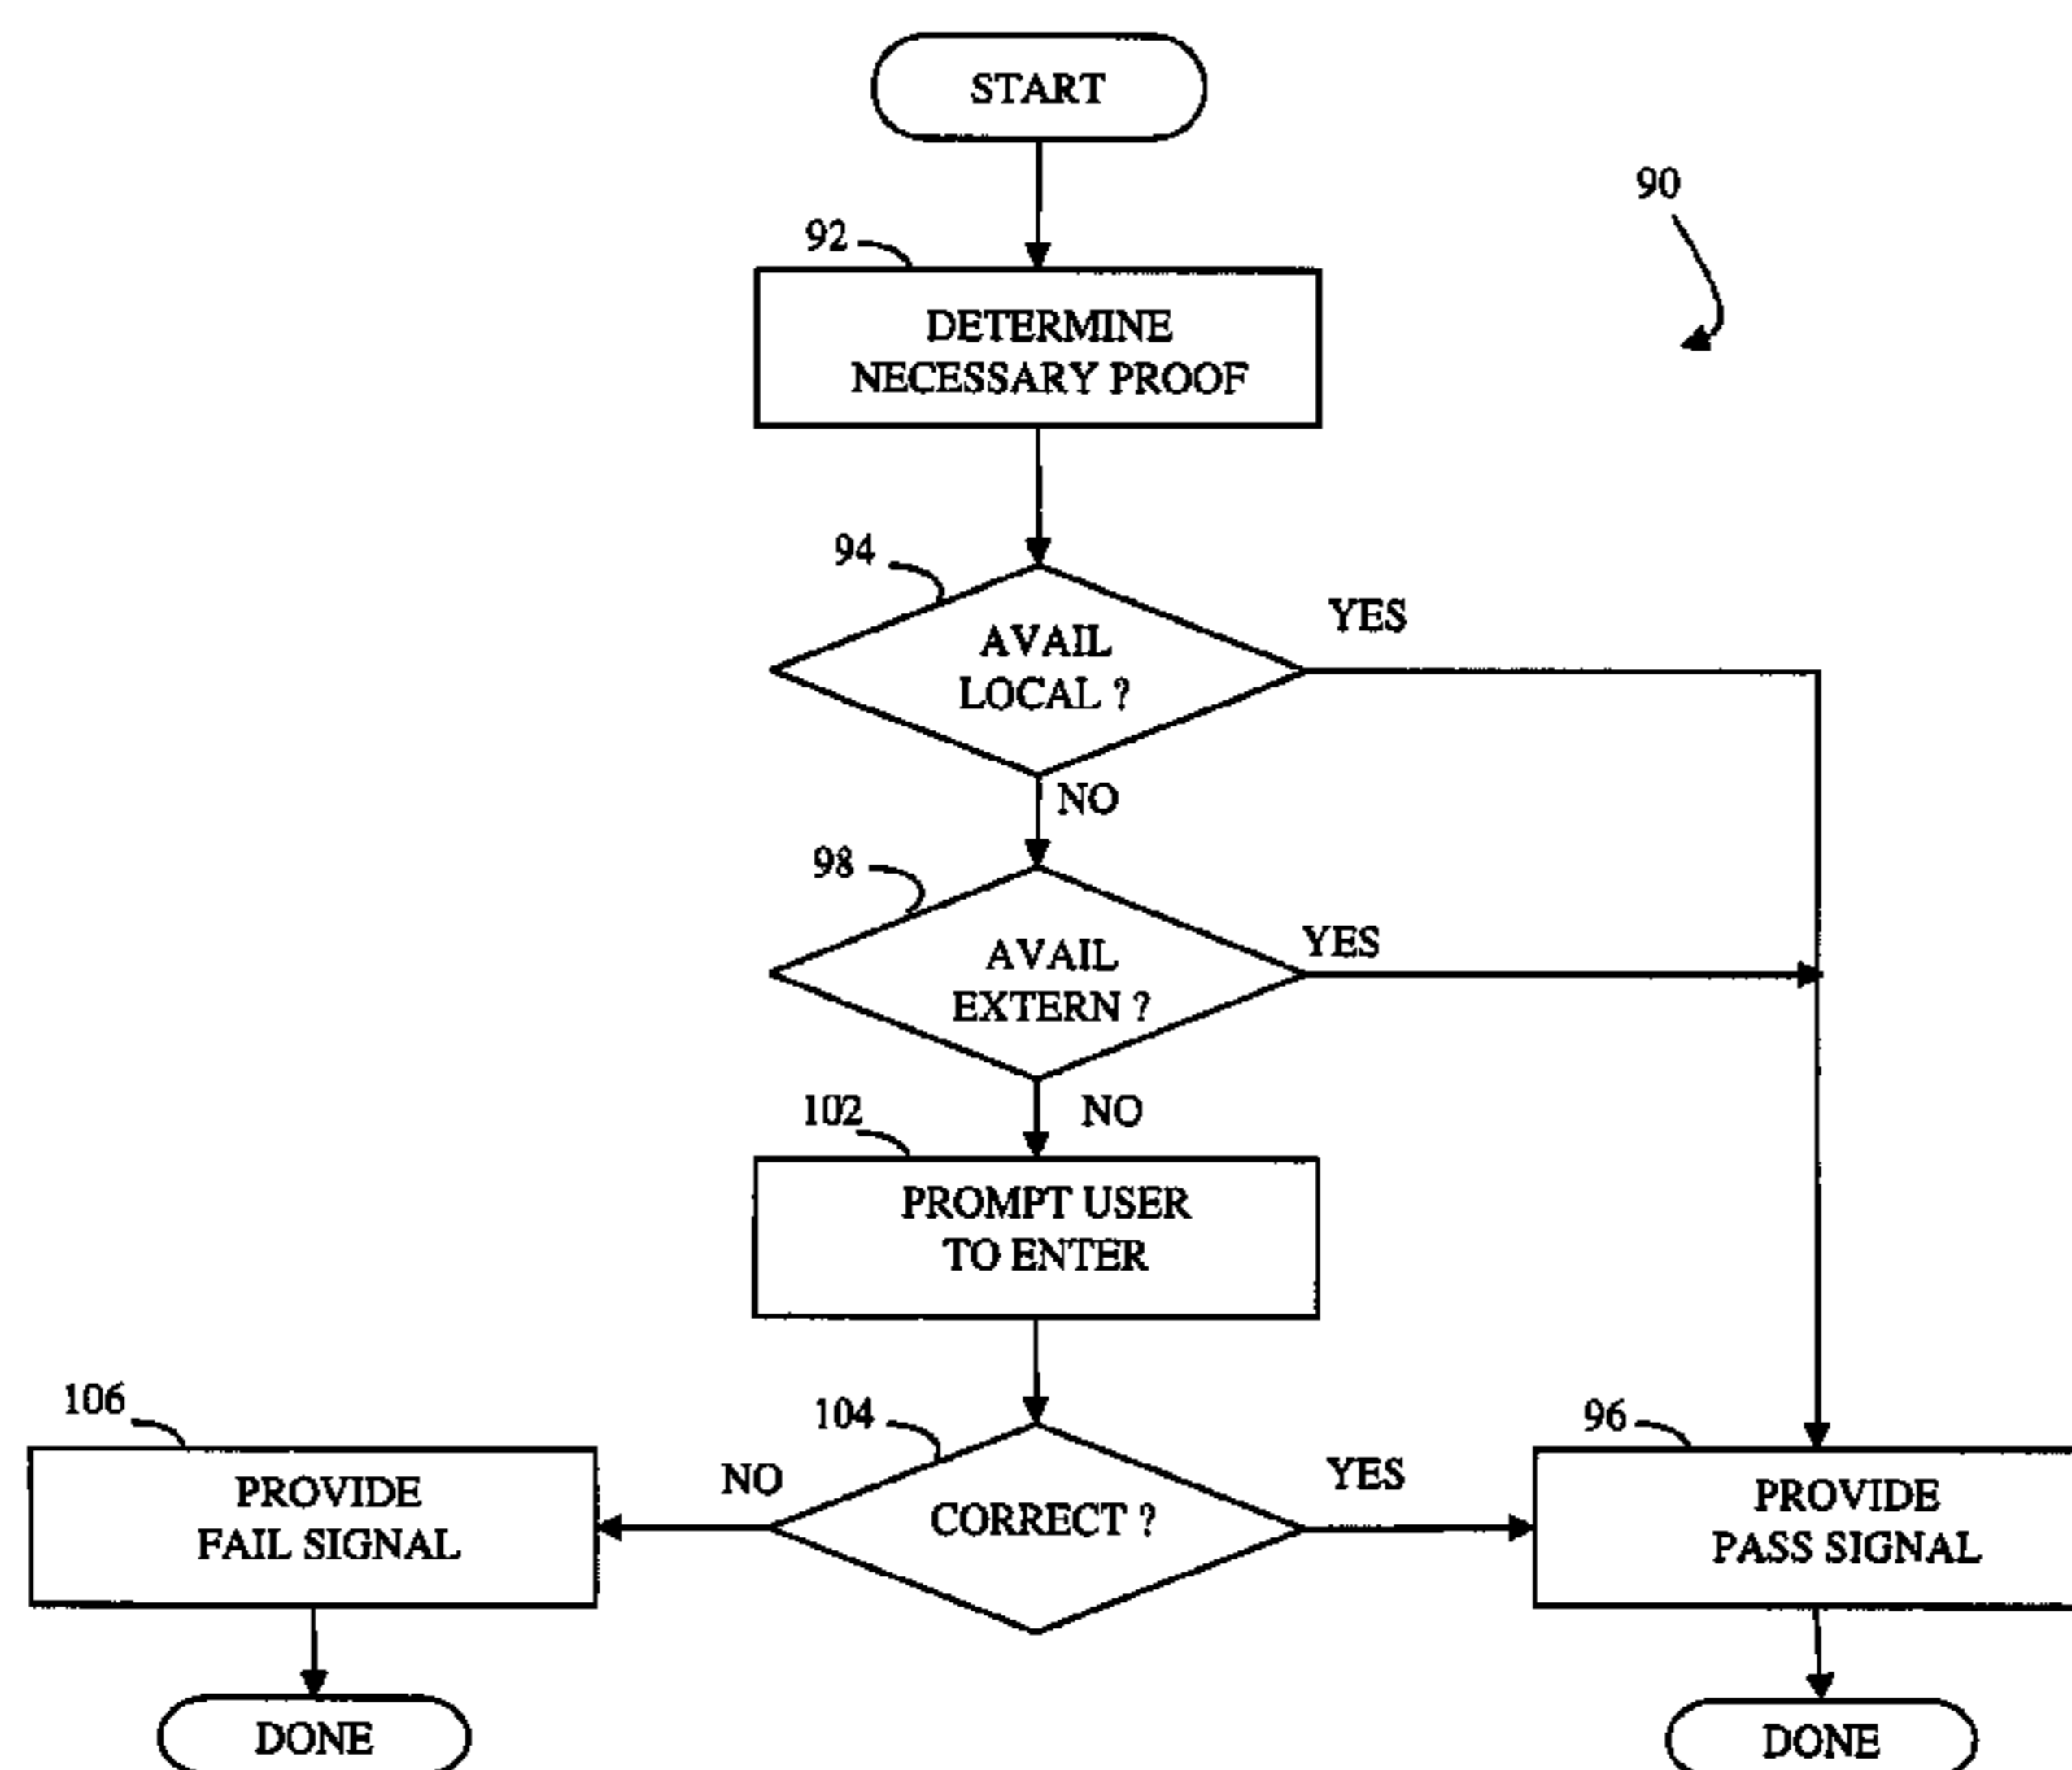 START
90
92
DETERMINE
NECESSARY PROOF
94
AVAIL
LOCAL ?
YES
NO
98
AVAIL
EXTERN ?
YES
NO
102
PROMPT USER
TO ENTER
106
PROVIDE
FAIL SIGNAL
NO
104
CORRECT ?
YES
96
PROVIDE
PASS SIGNAL
DONE
DONE